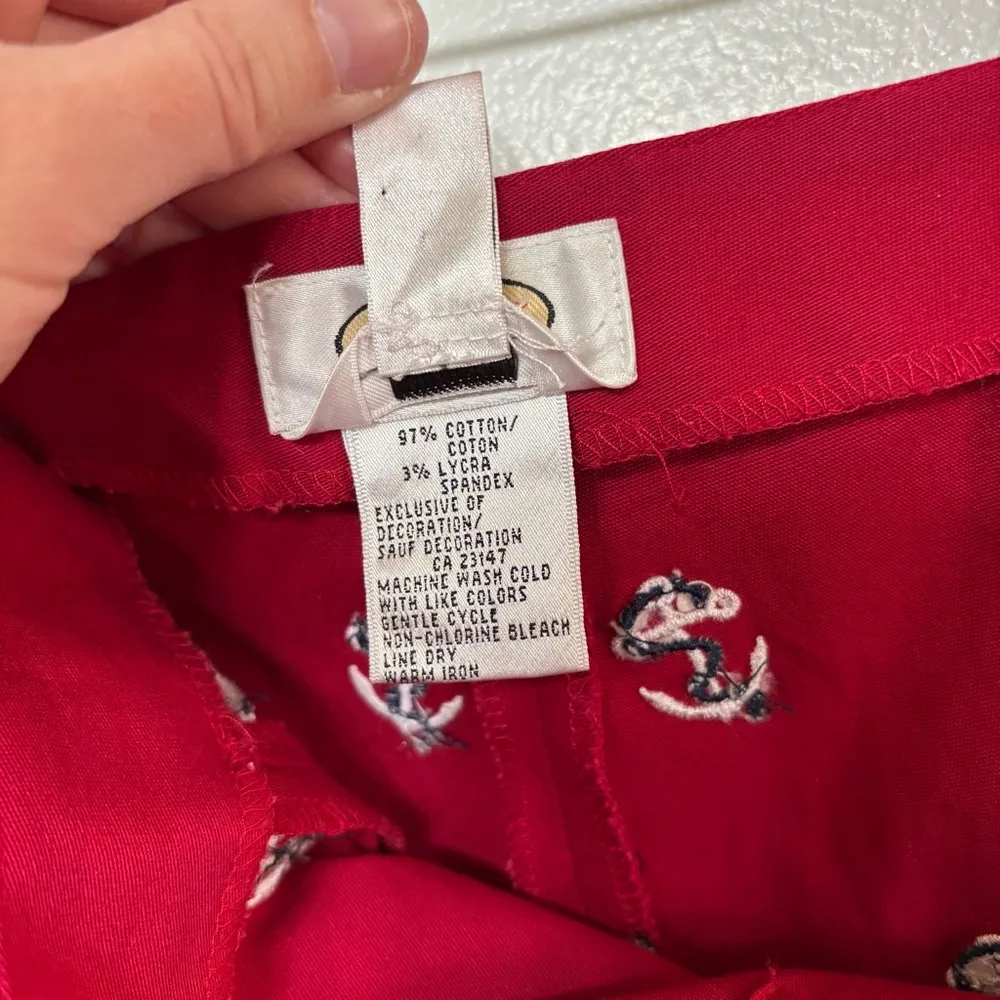 97% COTTON/
COTON
3% LYCRA
SPANDEX
EXCLUSIVE OF
DECORATION/
SAUF DECORATION
CA 23147
MACHINE WASH COLD
WITH LIKE COLORS
GENTLE CYCLE
NON-CHLORINE BLEACH
LINE DRY
WARM IRON